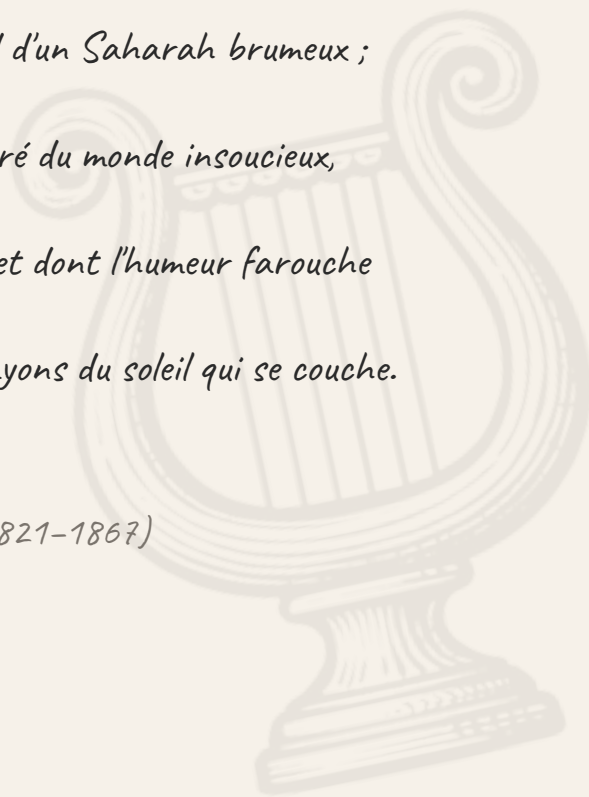 d'un Saharah brumeux ;
ré du monde insoucieux,
et dont l'humeur farouche
yons du soleil qui se couche.
821–1867)